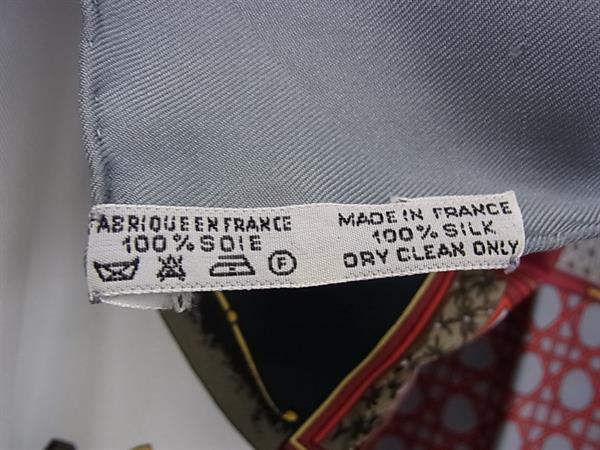 FABRIQUE EN FRANCE
100% SOIE
F
MADE IN FRANCE
100% SILK
DRY CLEAN ONLY